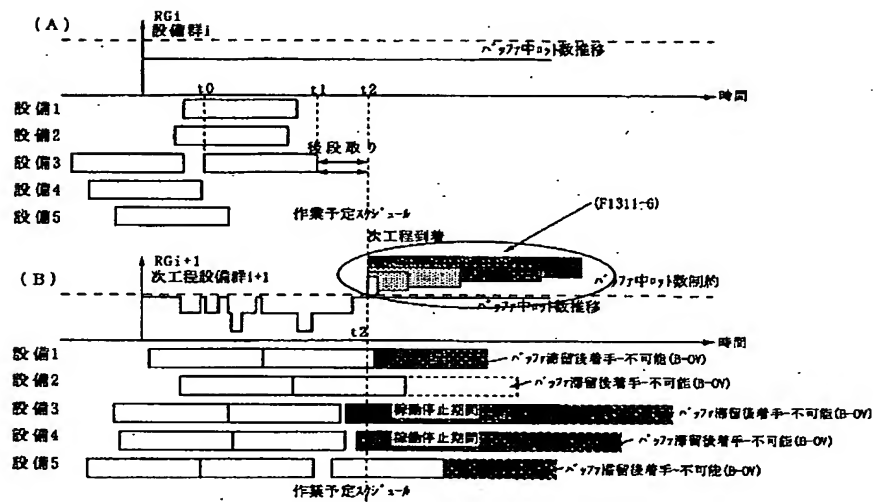 (A)
RGi
設備群i
バッファ中ロット数推移
t0
t1
t2
時間
設備1
設備2
設備3
後段取り
設備4
設備5
作業予定スケジュール
(F1311-6)
次工程到着
(B)
RGi+1
次工程設備群i+1
バッファ中ロット数制約
バッファ中ロット数推移
t2
時間
設備1
バッファ滞留後着手-不可能(B-OV)
設備2
バッファ滞留後着手-不可能(B-OV)
設備3
稼動停止期間
バッファ滞留後着手-不可能(B-OV)
設備4
稼動停止期間
バッファ滞留後着手-不可能(B-OV)
設備5
バッファ滞留後着手-不可能(B-OV)
作業予定スケジュール